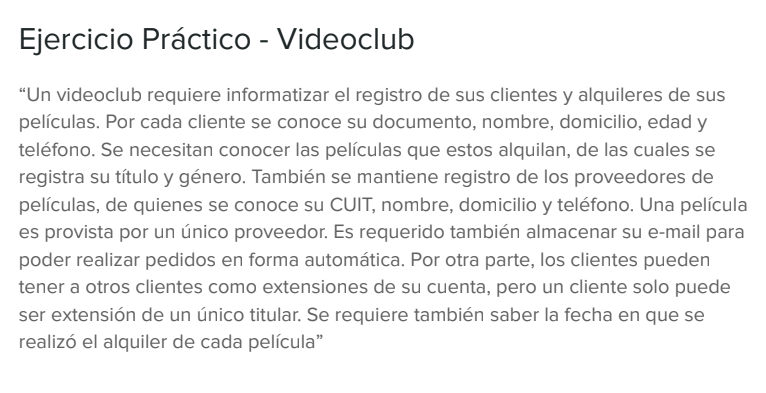 Ejercicio Práctico - Videoclub
“Un videoclub requiere informatizar el registro de sus clientes y alquileres de sus
películas. Por cada cliente se conoce su documento, nombre, domicilio, edad y
teléfono. Se necesitan conocer las películas que estos alquilan, de las cuales se
registra su título y género. También se mantiene registro de los proveedores de
películas, de quienes se conoce su CUIT, nombre, domicilio y teléfono. Una película
es provista por un único proveedor. Es requerido también almacenar su e-mail para
poder realizar pedidos en forma automática. Por otra parte, los clientes pueden
tener a otros clientes como extensiones de su cuenta, pero un cliente solo puede
ser extensión de un único titular. Se requiere también saber la fecha en que se
realizó el alquiler de cada película”